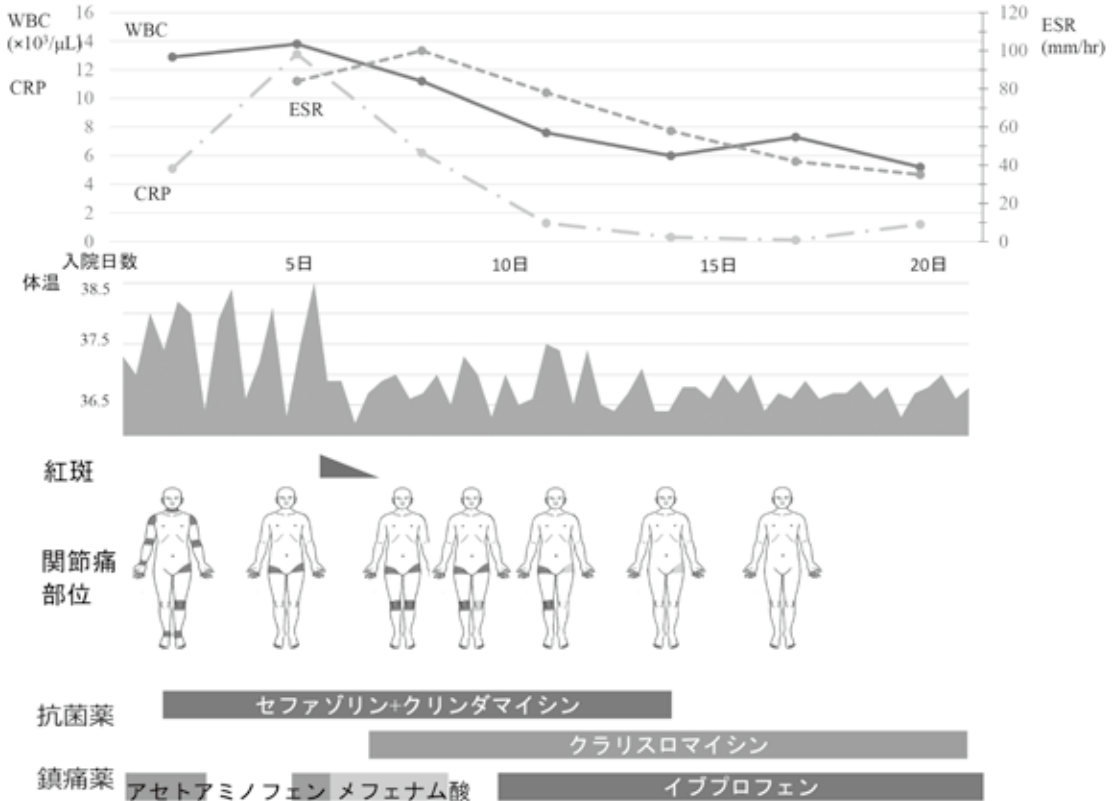 WBC
(×10³/μL)
CRP
16
14
12
10
8
6
4
2
0
WBC
ESR
CRP
120
100
80
60
40
20
0
ESR
(mm/hr)
入院日数
5日
10日
15日
20日
体温
38.5
37.5
36.5
紅斑
関節痛
部位
抗菌薬
セファゾリン+クリンダマイシン
クラリスロマイシン
鎮痛薬
アセトアミノフェン
メフェナム酸
イブプロフェン